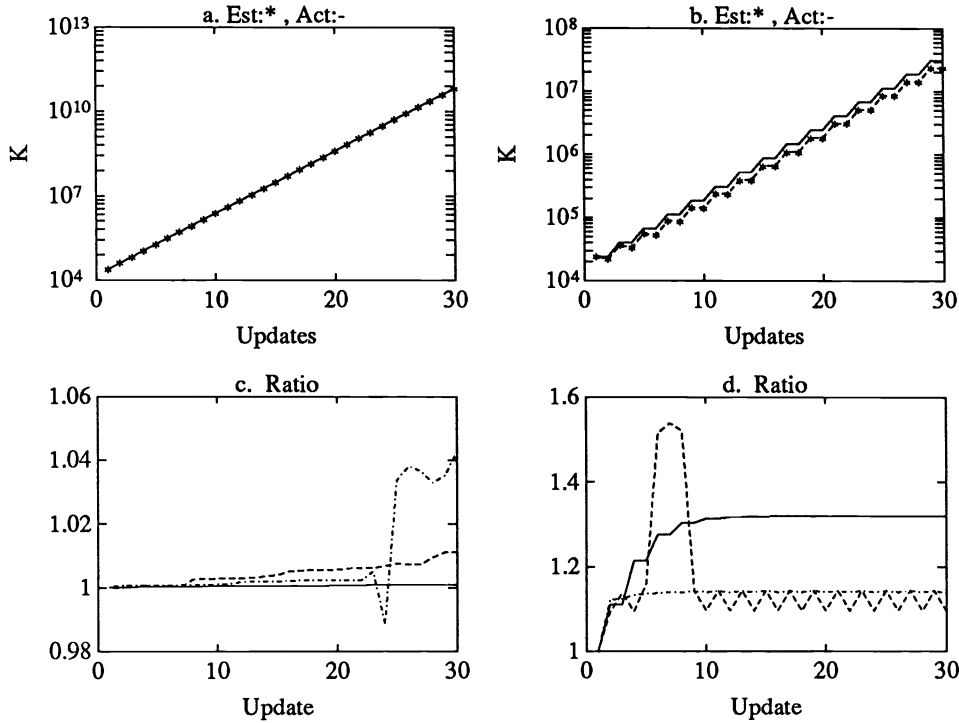 a. Est:* , Act:-
10^13
10^10
10^7
10^4
K
0 10 20 30
Updates
b. Est:* , Act:-
10^8
10^7
10^6
10^5
10^4
K
0 10 20 30
Updates
c. Ratio
1.06
1.04
1.02
1
0.98
0 10 20 30
Update
d. Ratio
1.6
1.4
1.2
1
0 10 20 30
Update